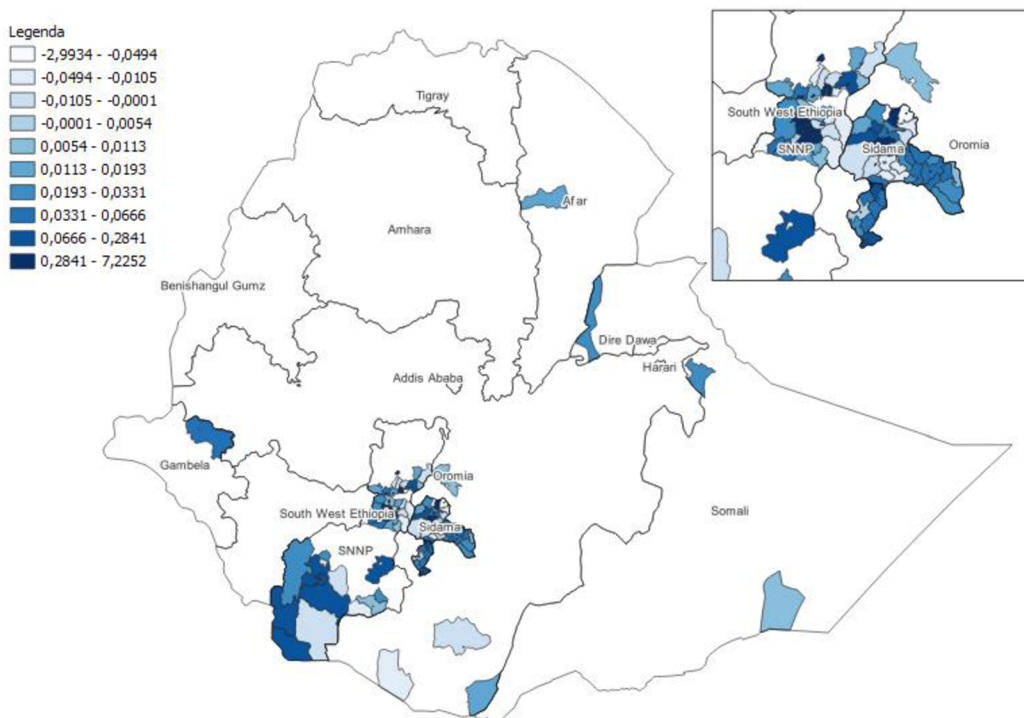 Legenda
-2,9934 - -0,0494
-0,0494 - -0,0105
-0,0105 - -0,0001
-0,0001 - 0,0054
0,0054 - 0,0113
0,0113 - 0,0193
0,0193 - 0,0331
0,0331 - 0,0666
0,0666 - 0,2841
0,2841 - 7,2252
South West Ethiopia
SNNP
Sidama
Oromia
Tigray
Afar
Amhara
Benishangul Gumz
Dire Dawa
Harari
Addis Ababa
Gambela
Oromia
South West Ethiopia
Sidama
Somali
SNNP